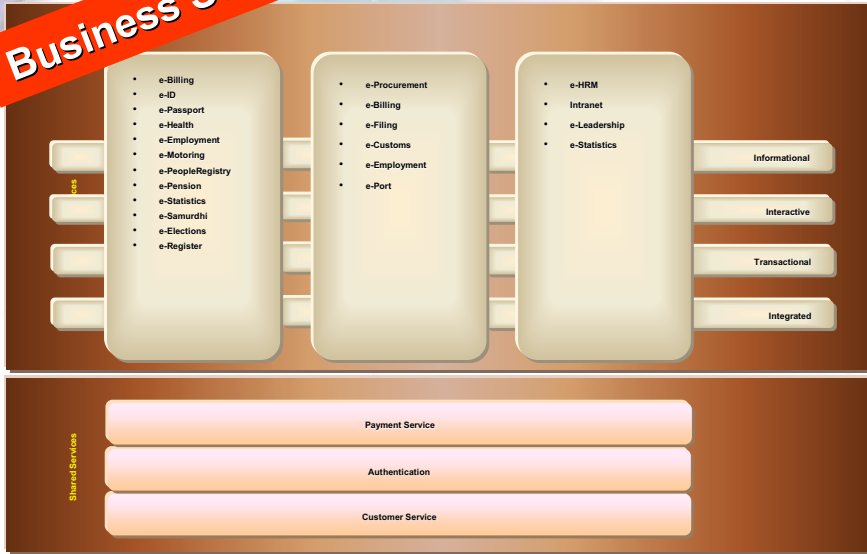 Business
e-Billing
e-ID
e-Passport
e-Health
e-Employment
e-Motoring
e-PeopleRegistry
e-Pension
e-Statistics
e-Samurdhi
e-Elections
e-Register
e-Procurement
e-Billing
e-Filing
e-Customs
e-Employment
e-Port
e-HRM
Intranet
e-Leadership
e-Statistics
Informational
Interactive
Transactional
Integrated
Shared Services
Payment Service
Authentication
Customer Service